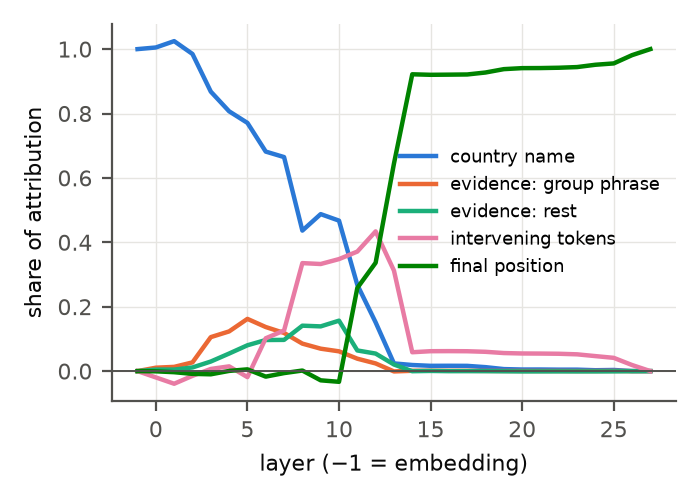 1.0
0.8
0.6
0.4
0.2
0.0
share of attribution
country name
evidence: group phrase
evidence: rest
intervening tokens
final position
0 5 10 15 20 25
layer (−1 = embedding)